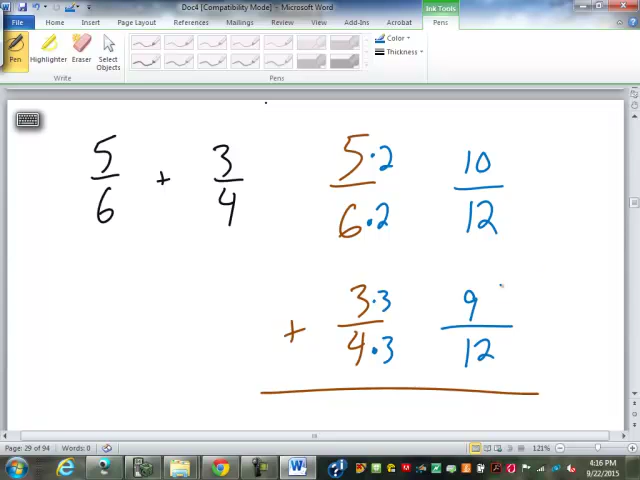 Doc4 [Compatibility Mode] - Microsoft Word
Ink Tools
File Home Insert Page Layout References Mailings Review View Add-Ins Acrobat Pens
Pen Highlighter Eraser Select Objects
Color
Thickness
Write Pens
5/6 + 3/4
5·2/6·2 10/12
+ 3·3/4·3 9/12
Page: 29 of 94 Words: 0 121%
4:16 PM
9/22/2015